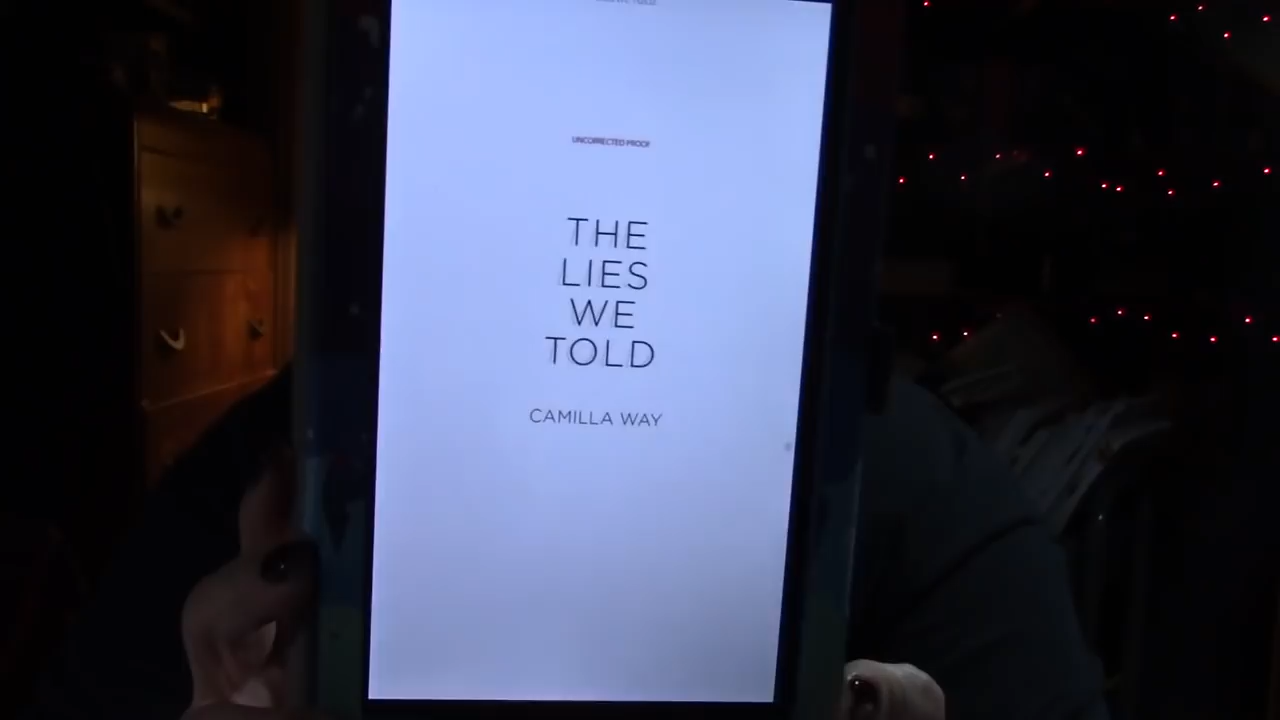 UNCORRECTED PROOF
THE
LIES
WE
TOLD
CAMILLA WAY